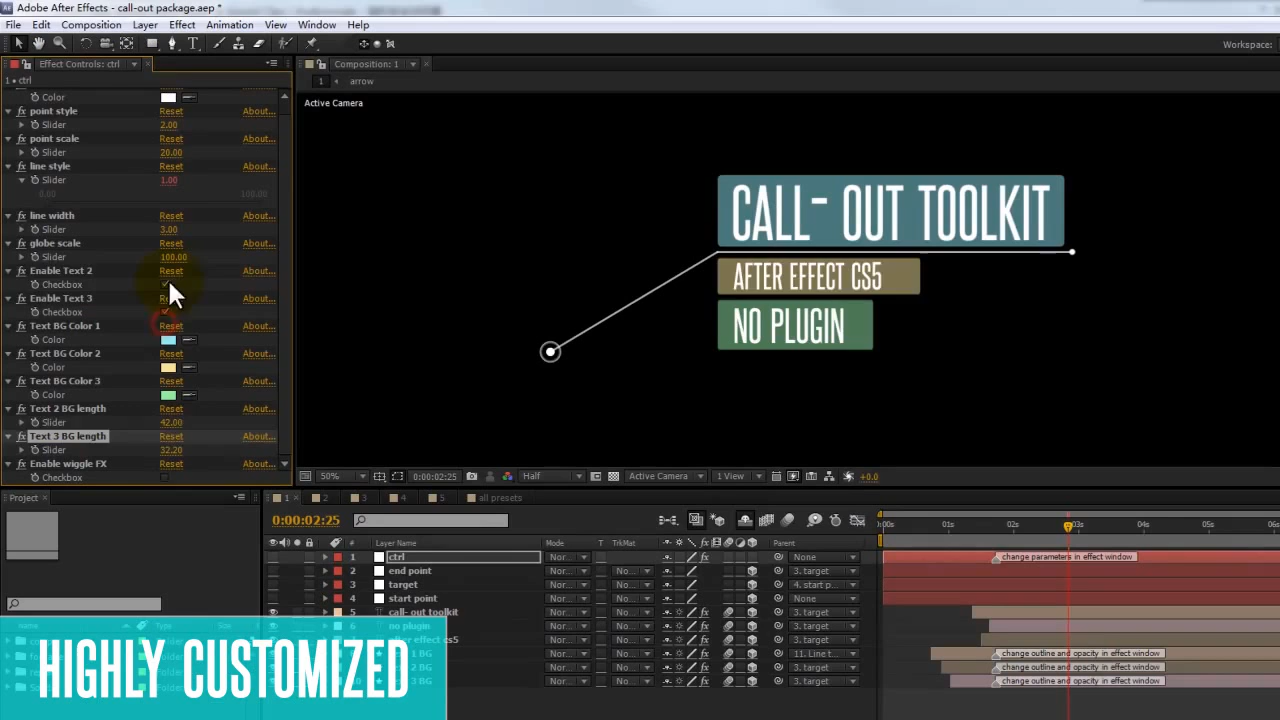 Adobe After Effects - call-out package.aep *
File Edit Composition Layer Effect Animation View Window Help
Workspace:
Effect Controls: ctrl
1 • ctrl
Color
point style Reset About...
Slider 2.00
point scale Reset About...
Slider 20.00
line style Reset About...
Slider 1.00
0.00 100.00
line width Reset About...
Slider 3.00
globe scale Reset About...
Slider 100.00
Enable Text 2 Reset About...
Checkbox
Enable Text 3 About...
Checkbox
Text BG Color 1 Reset About...
Color
Text BG Color 2 Reset About...
Color
Text BG Color 3 Reset About...
Color
Text 2 BG length Reset About...
Slider 42.00
Text 3 BG length Reset About...
Slider 32.20
Enable wiggle FX Reset About...
Checkbox
Composition: 1
1 arrow
Active Camera
CALL- OUT TOOLKIT
AFTER EFFECT CS5
NO PLUGIN
50% 0:00:02:25 Half Active Camera 1 View +0.0
Project
1 2 3 4 5 all presets
0:00:02:25
# Layer Name Mode T TrkMat Parent
:00s 01s 02s 03s 04s 05s 06s
1 ctrl Nor... None change parameters in effect window
2 end point Nor... No... 3. target
3 target Nor... No... 4. start p...
4 start point Nor... No... None
5 call- out toolkit Nor... No... 3. target
6 no plugin Nor... No... 3. target
after effect cs5 Nor... No... 3. target
1 BG Nor... No... 11. Line t... change outline and opacity in effect window
2 BG Nor... No... 3. target change outline and opacity in effect window
3 BG Nor... No... 3. target change outline and opacity in effect window
HIGHLY CUSTOMIZED